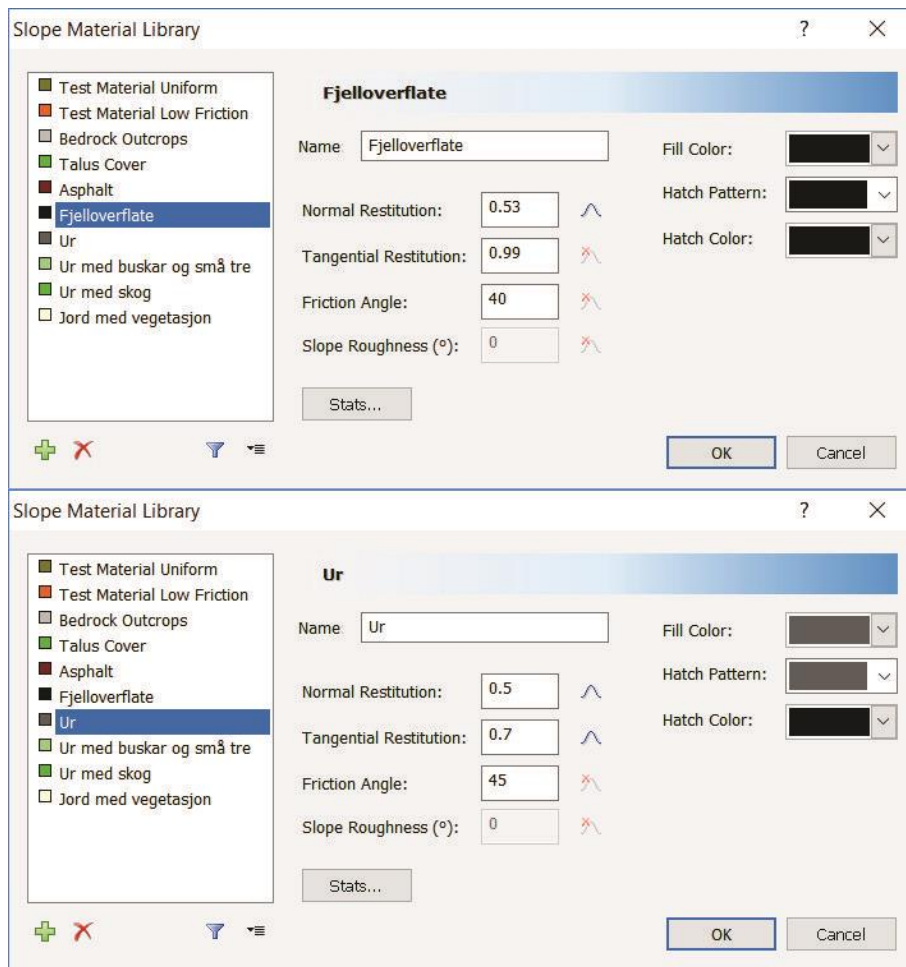 Slope Material Library ?
Test Material Uniform
Test Material Low Friction
Bedrock Outcrops
Talus Cover
Asphalt
Fjelloverflate
Ur
Ur med buskar og små tre
Ur med skog
Jord med vegetasjon
Fjelloverflate
Name Fjelloverflate
Normal Restitution: 0.53
Tangential Restitution: 0.99
Friction Angle: 40
Slope Roughness (º): 0
Stats...
Fill Color:
Hatch Pattern:
Hatch Color:
OK Cancel
Slope Material Library ?
Test Material Uniform
Test Material Low Friction
Bedrock Outcrops
Talus Cover
Asphalt
Fjelloverflate
Ur
Ur med buskar og små tre
Ur med skog
Jord med vegetasjon
Ur
Name Ur
Normal Restitution: 0.5
Tangential Restitution: 0.7
Friction Angle: 45
Slope Roughness (º): 0
Stats...
Fill Color:
Hatch Pattern:
Hatch Color:
OK Cancel